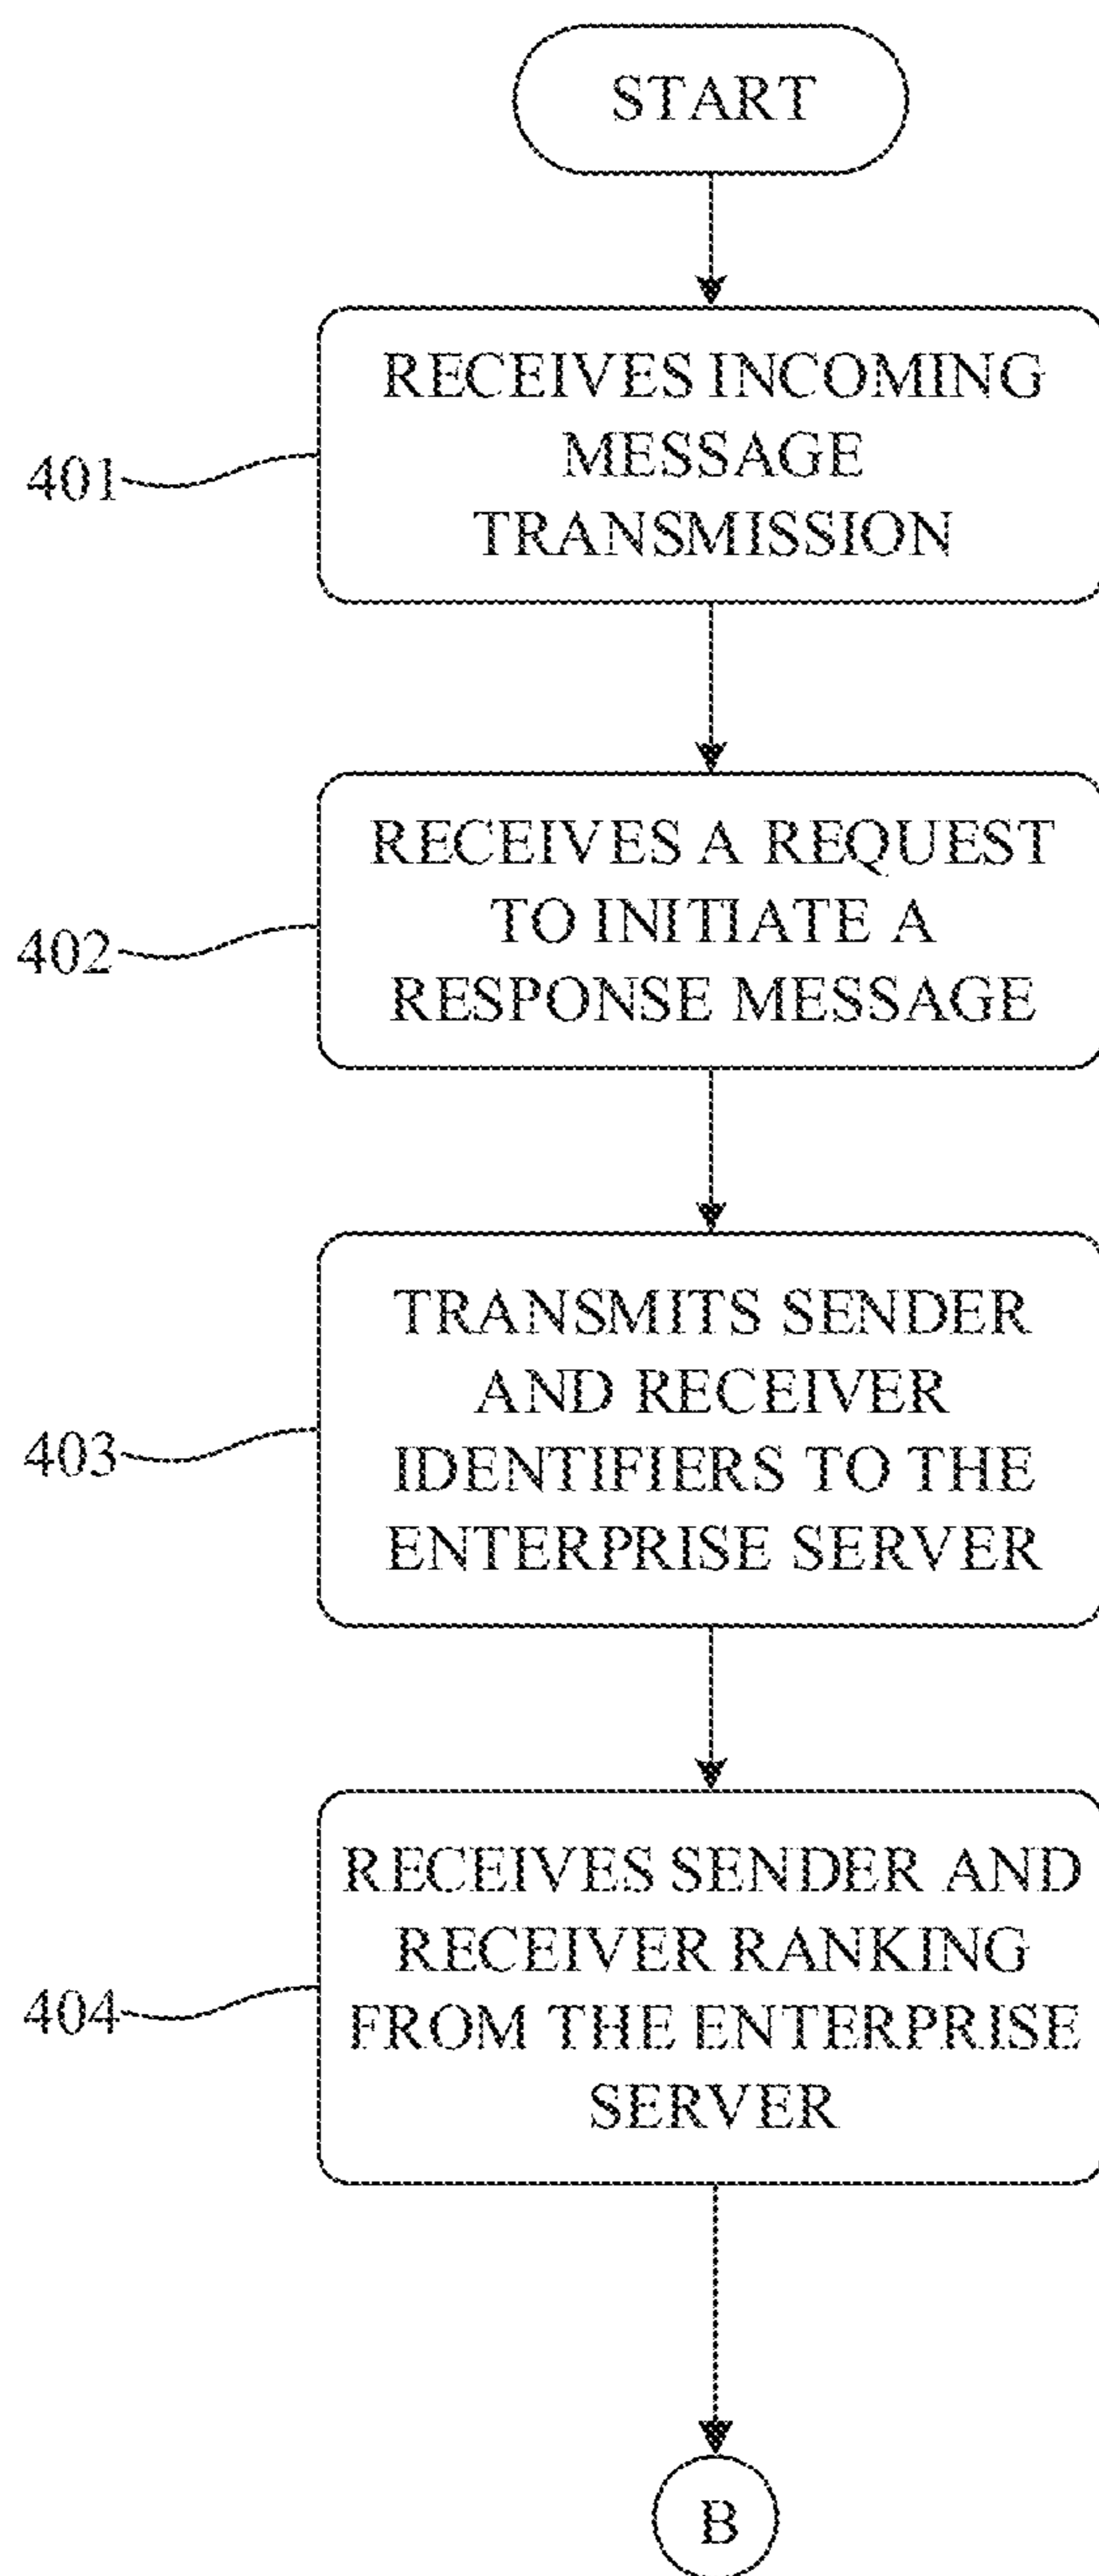 START
RECEIVES INCOMING
MESSAGE
TRANSMISSION
401
RECEIVES A REQUEST
TO INITIATE A
RESPONSE MESSAGE
402
TRANSMITS SENDER
AND RECEIVER
IDENTIFIERS TO THE
ENTERPRISE SERVER
403
RECEIVES SENDER AND
RECEIVER RANKING
FROM THE ENTERPRISE
SERVER
404
B